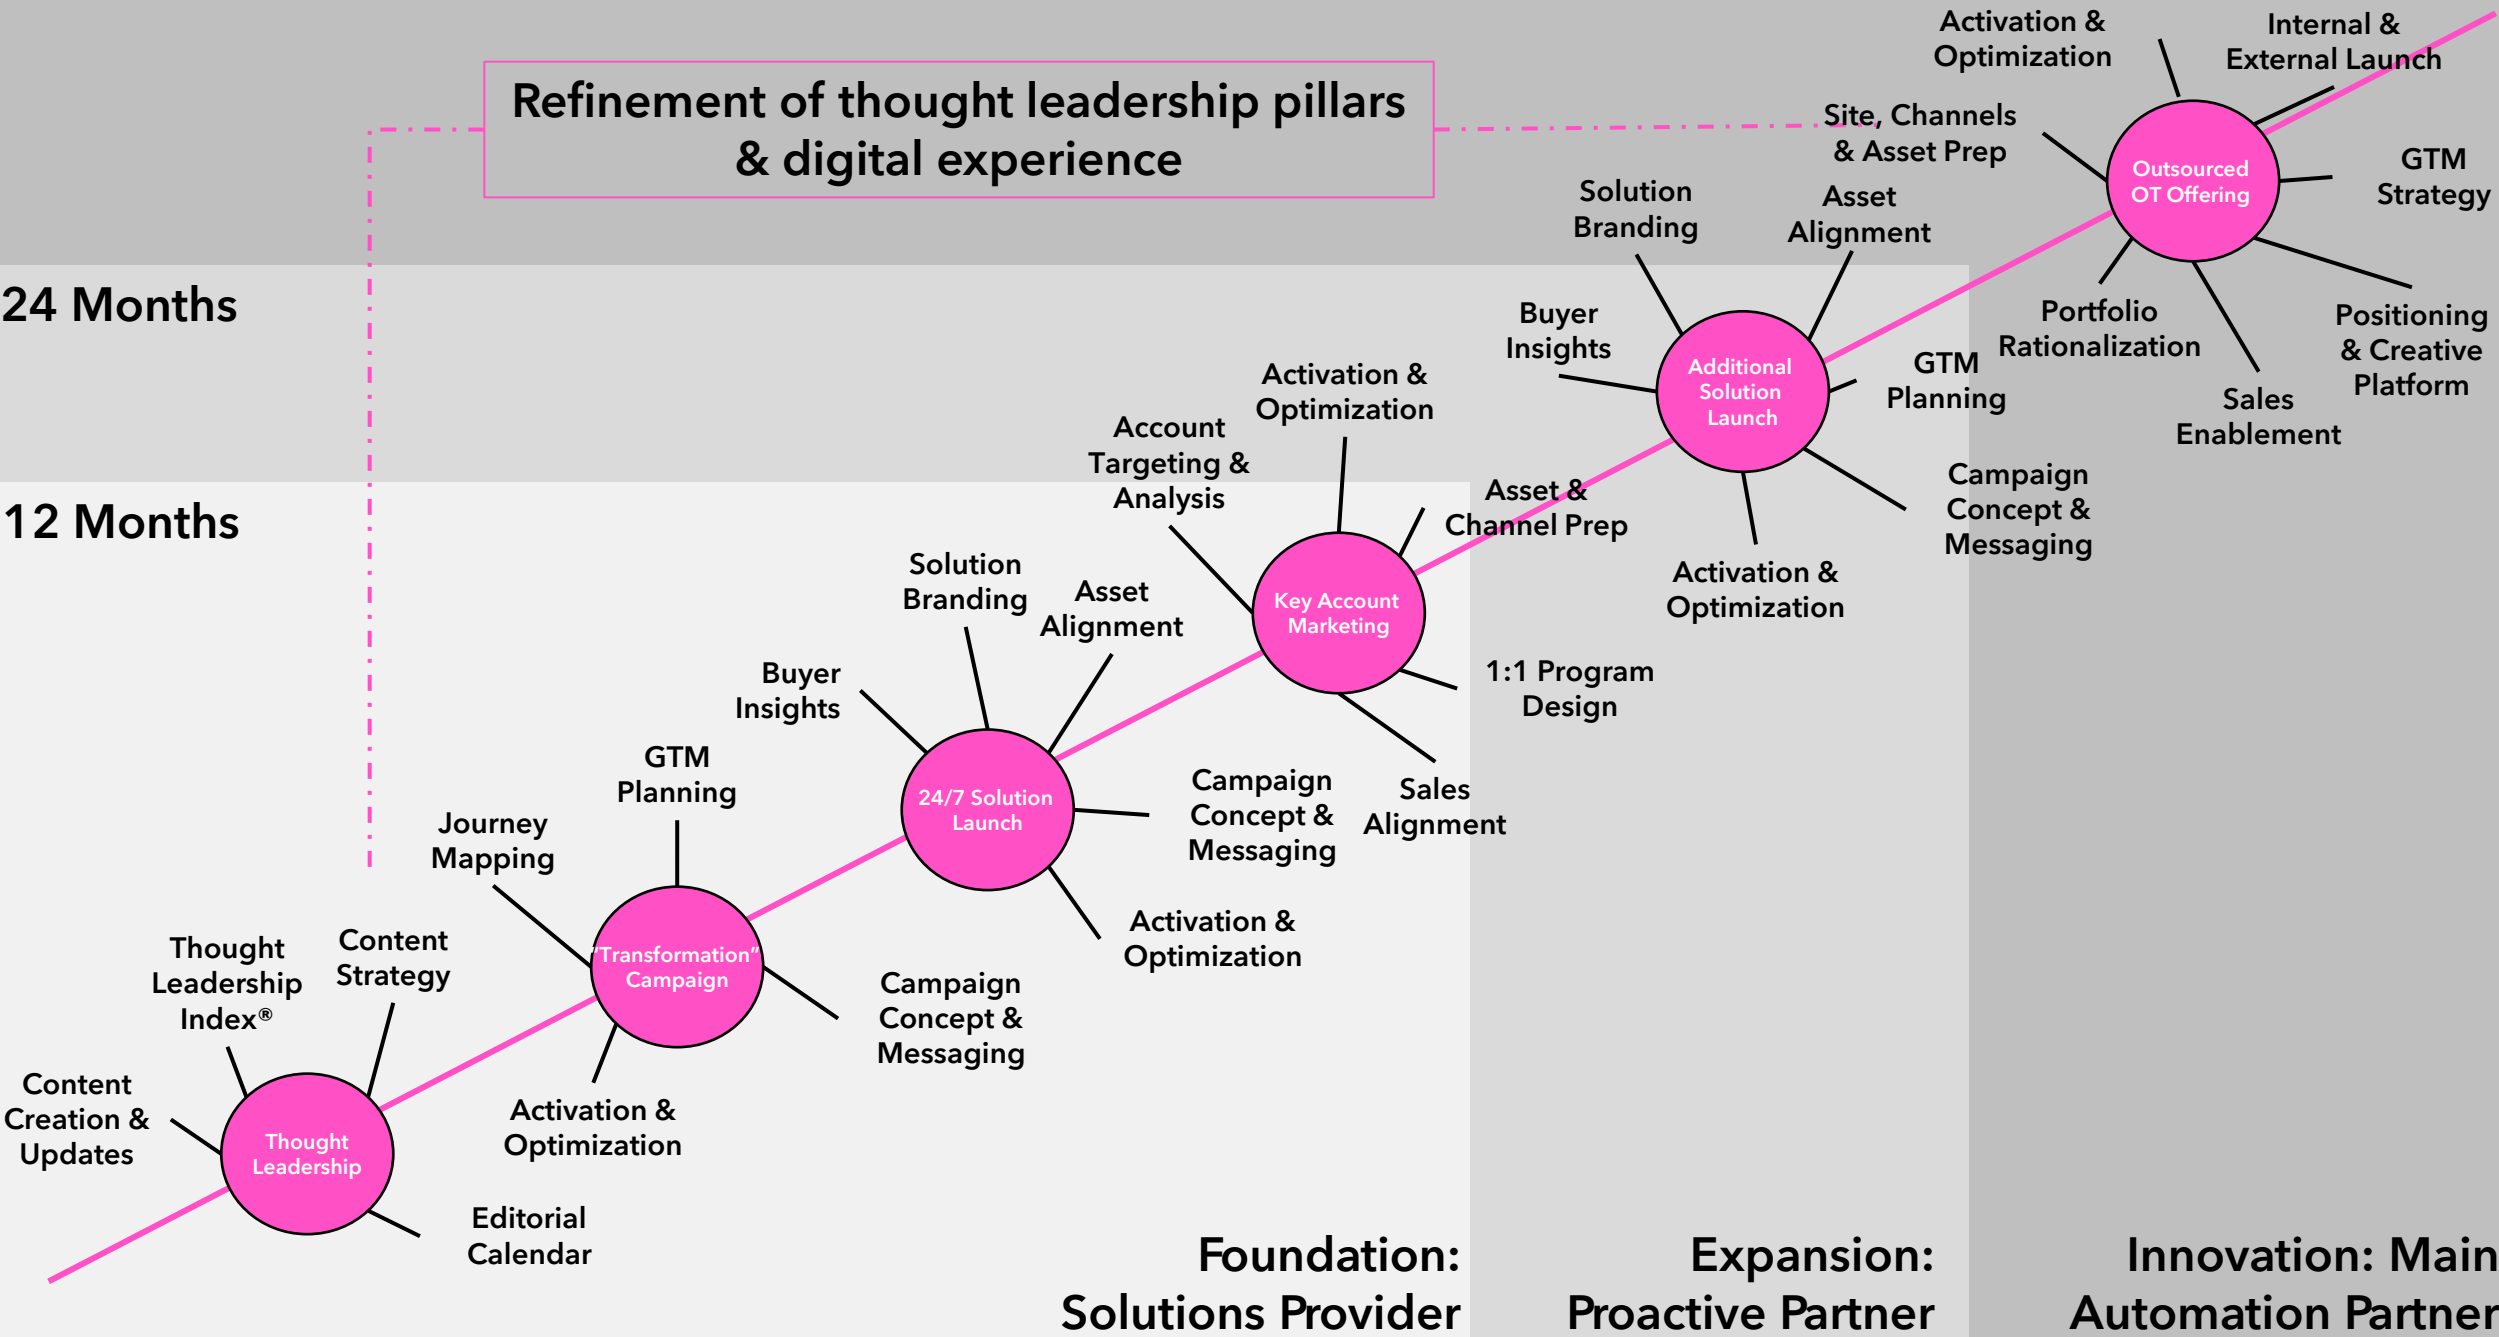 Refinement of thought leadership pillars
& digital experience
24 Months
12 Months
Thought
Leadership
Content
Creation &
Updates
Thought
Leadership
Index®
Content
Strategy
Editorial
Calendar
"Transformation"
Campaign
Journey
Mapping
GTM
Planning
Campaign
Concept &
Messaging
Activation &
Optimization
24/7 Solution
Launch
Buyer
Insights
Solution
Branding
Asset
Alignment
Campaign
Concept &
Messaging
Activation &
Optimization
Key Account
Marketing
Account
Targeting &
Analysis
Activation &
Optimization
Asset &
Channel Prep
1:1 Program
Design
Sales
Alignment
Additional
Solution
Launch
Buyer
Insights
Solution
Branding
Asset
Alignment
GTM
Planning
Campaign
Concept &
Messaging
Activation &
Optimization
Outsourced
OT Offering
Site, Channels
& Asset Prep
Activation &
Optimization
Internal &
External Launch
GTM
Strategy
Positioning
& Creative
Platform
Sales
Enablement
Portfolio
Rationalization
Foundation:
Solutions Provider
Expansion:
Proactive Partner
Innovation: Main
Automation Partner